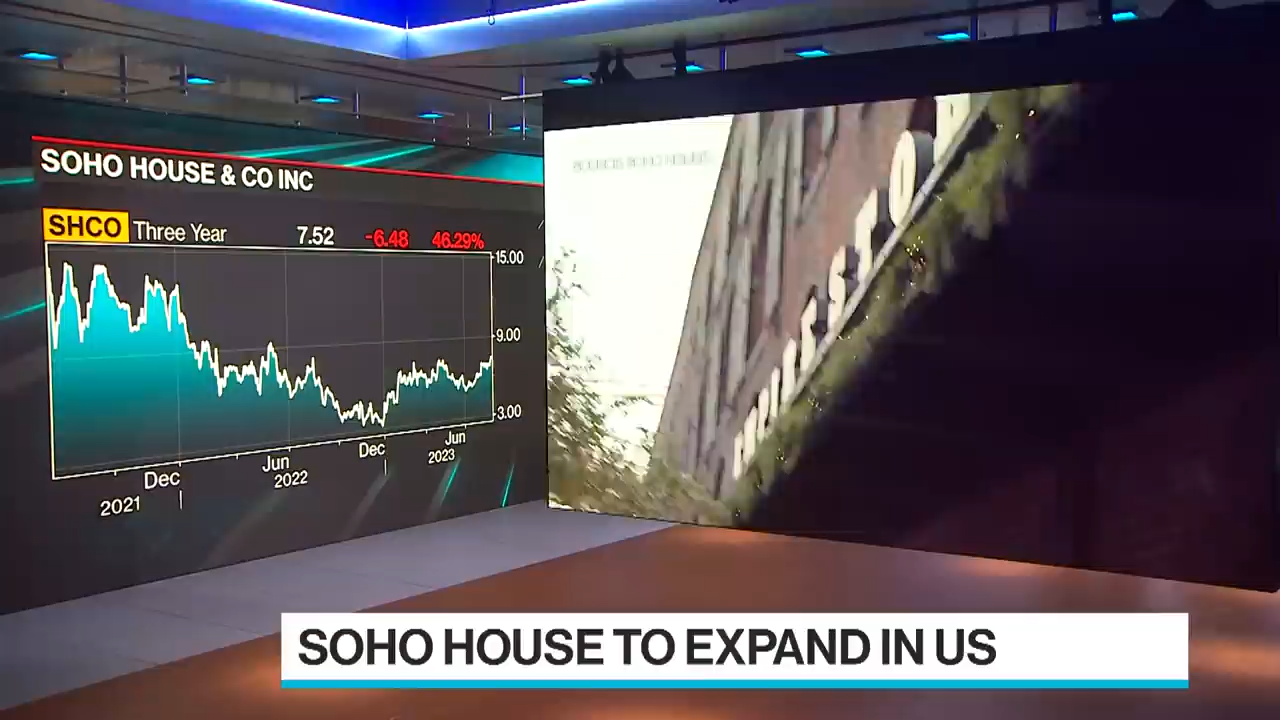 SOHO HOUSE & CO INC
SHCO Three Year 7.52 -6.48 46.29%
15.00
9.00
3.00
Dec Jun Dec Jun
2021 2022 2023
SOHO HOUSE TO EXPAND IN US